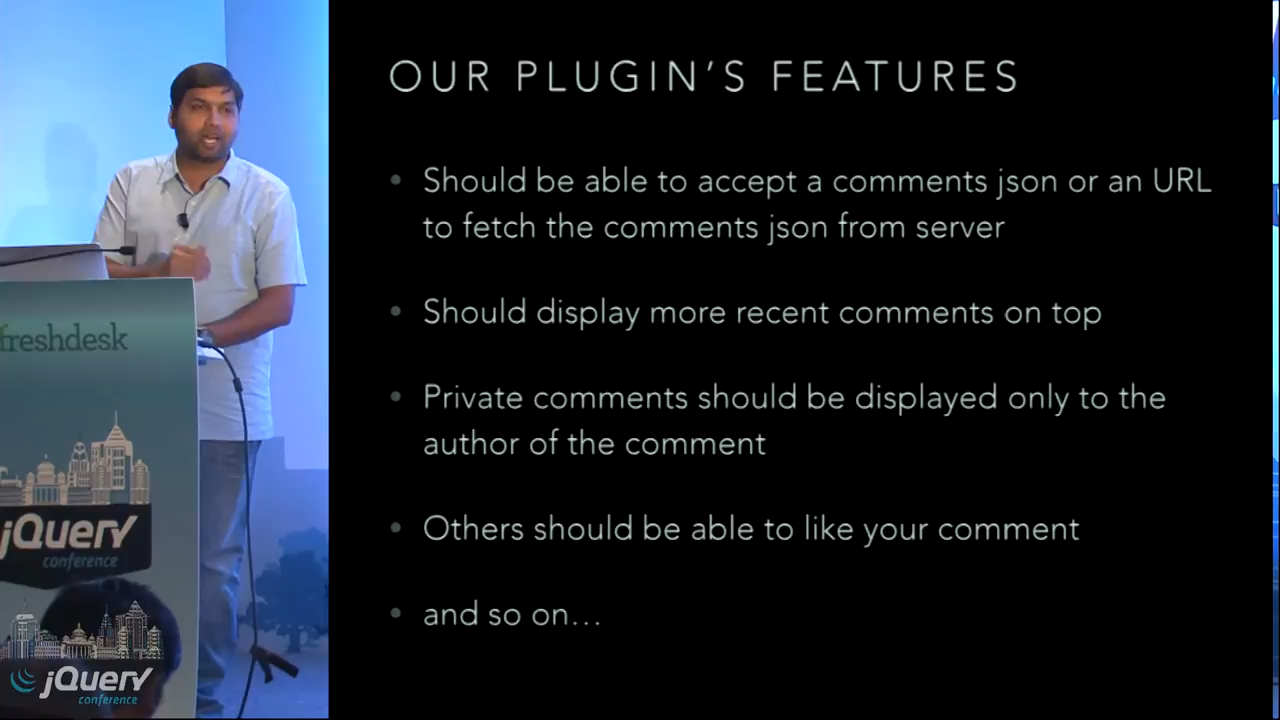 OUR PLUGIN'S FEATURES
• Should be able to accept a comments json or an URL
to fetch the comments json from server
• Should display more recent comments on top
• Private comments should be displayed only to the
author of the comment
• Others should be able to like your comment
• and so on...
freshdesk
jQuery
conference
jQuery
conference